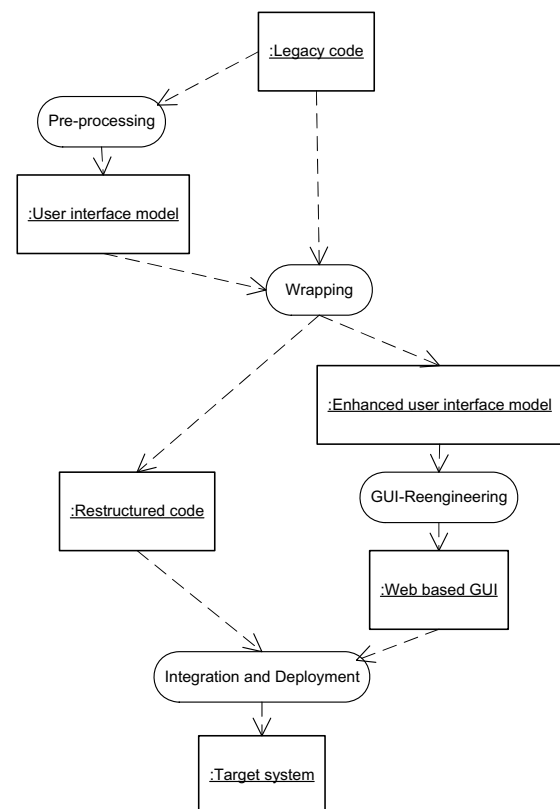 :Legacy code
Pre-processing
:User interface model
Wrapping
:Enhanced user interface model
GUI-Reengineering
:Restructured code
:Web based GUI
Integration and Deployment
:Target system